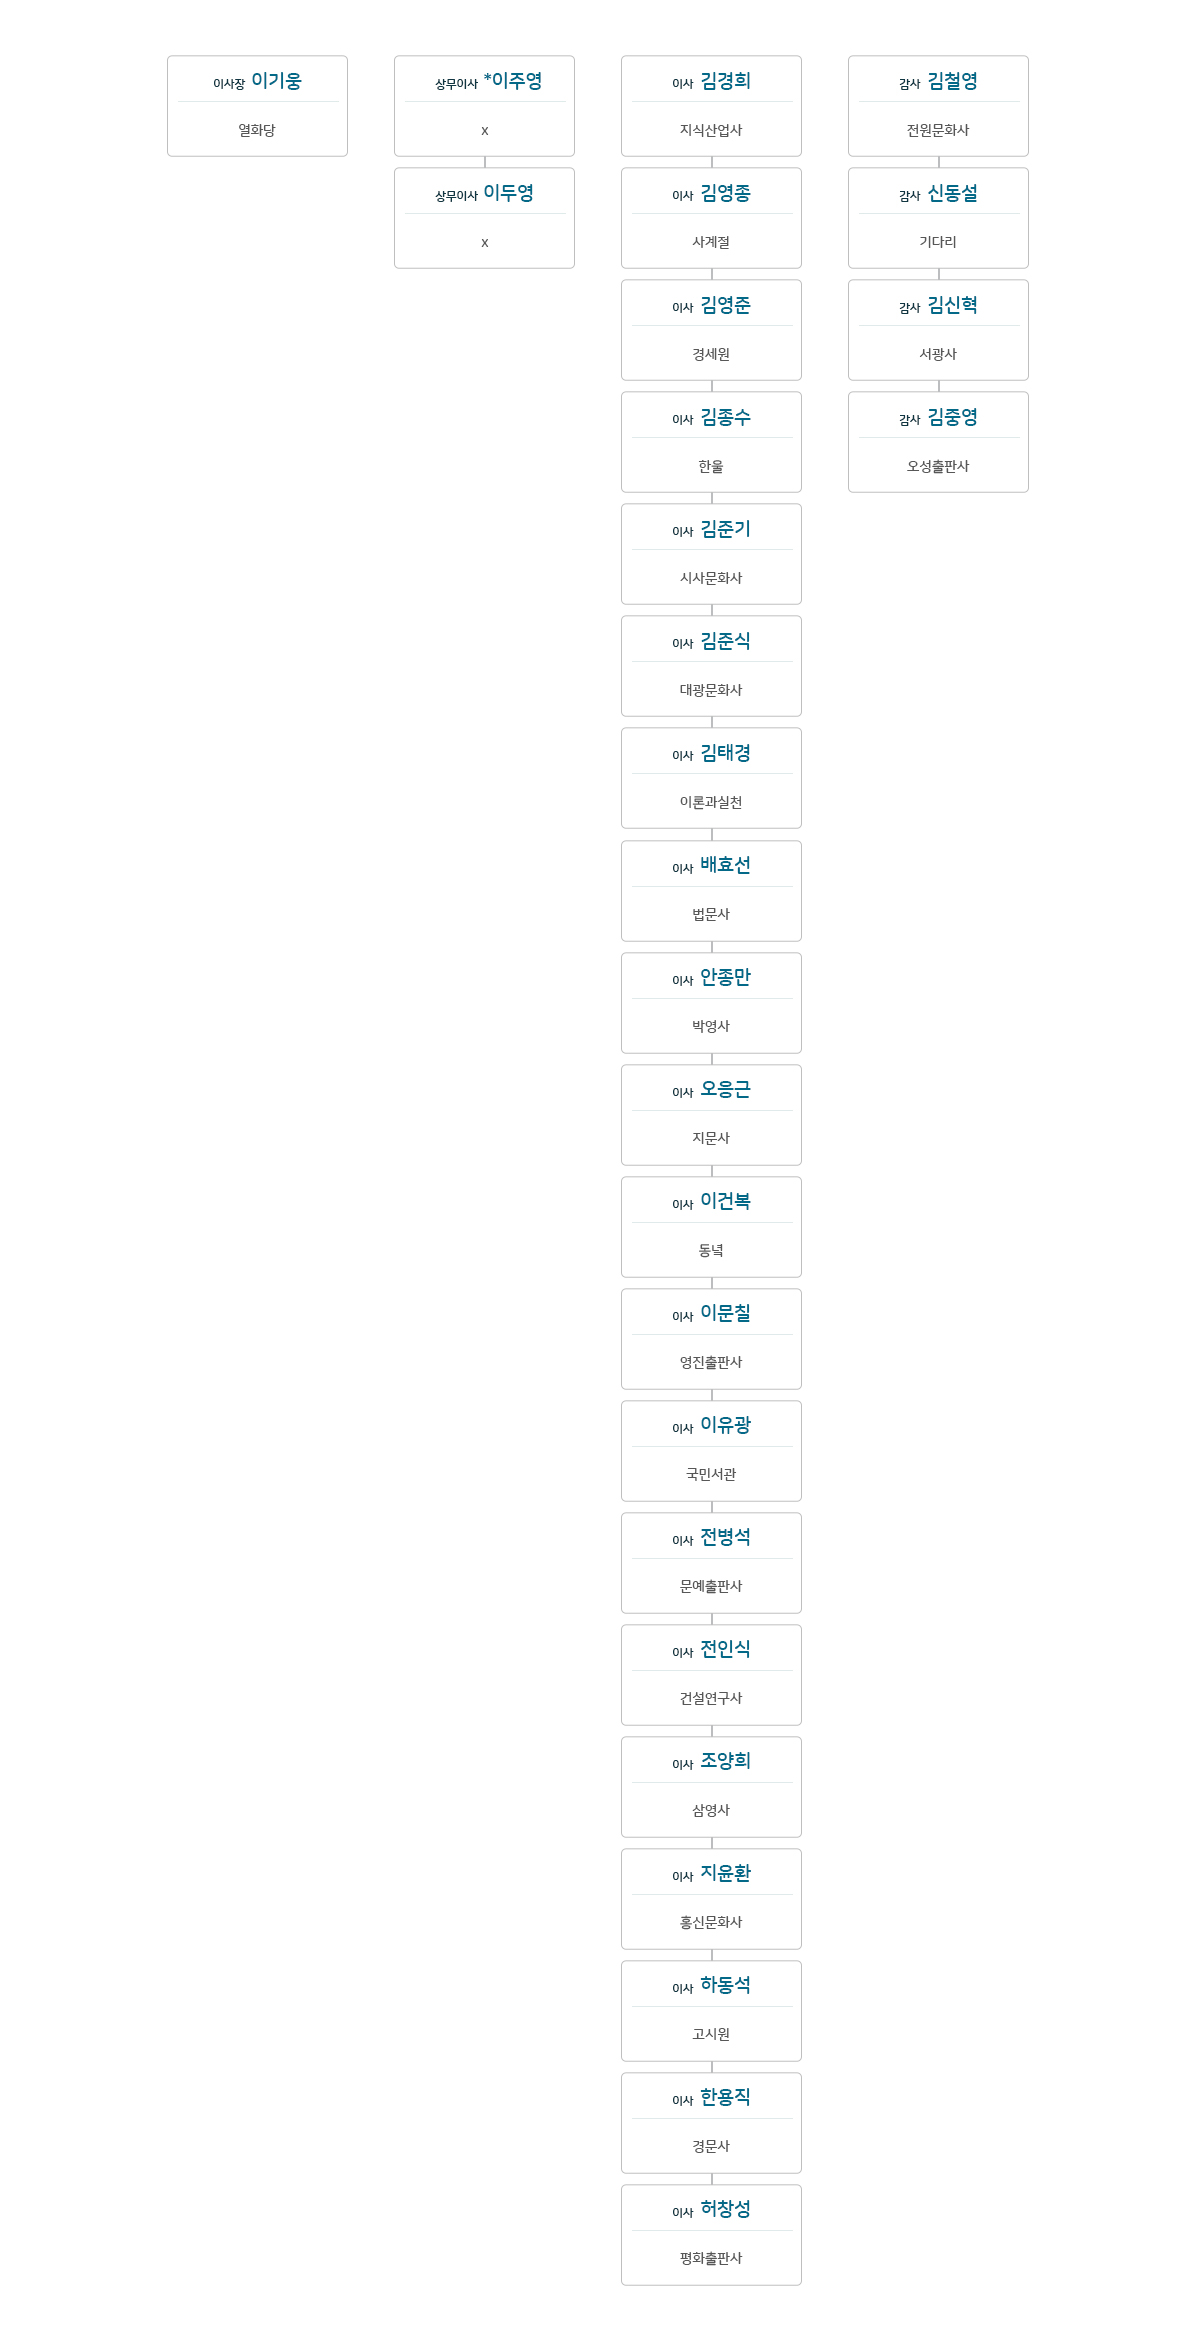 이사장 이기웅
열화당
상무이사 *이주영
x
상무이사 이두영
x
이사 김경희
지식산업사
이사 김영종
사계절
이사 김영준
경세원
이사 김종수
한울
이사 김준기
시사문화사
이사 김준식
대광문화사
이사 김태경
이론과실천
이사 배효선
법문사
이사 안종만
박영사
이사 오응근
지문사
이사 이건복
동녘
이사 이문칠
영진출판사
이사 이유광
국민서관
이사 전병석
문예출판사
이사 전인식
건설연구사
이사 조양희
삼영사
이사 지윤환
홍신문화사
이사 하동석
고시원
이사 한용직
경문사
이사 허창성
평화출판사
감사 김철영
전원문화사
감사 신동설
기다리
감사 김신혁
서광사
감사 김중영
오성출판사